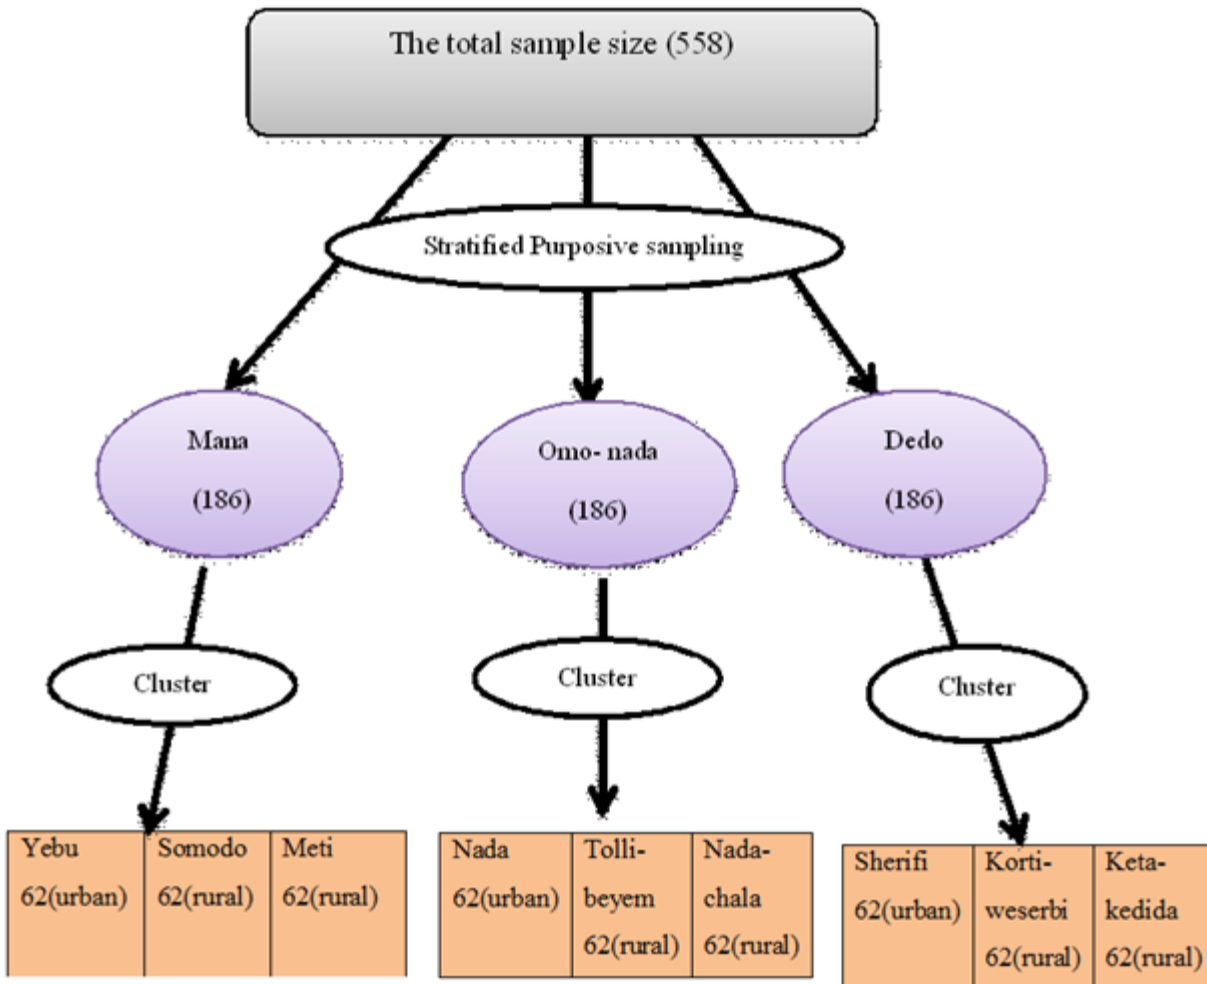 The total sample size (558)
Stratified Purposive sampling
Mana
(186)
Omo- nada
(186)
Dedo
(186)
Cluster
Cluster
Cluster
Yebu
62(urban)
Somodo
62(rural)
Meti
62(rural)
Nada
62(urban)
Tolli-
beyem
62(rural)
Nada-
chala
62(rural)
Sherifi
62(urban)
Korti-
weserbi
62(rural)
Keta-
kedida
62(rural)